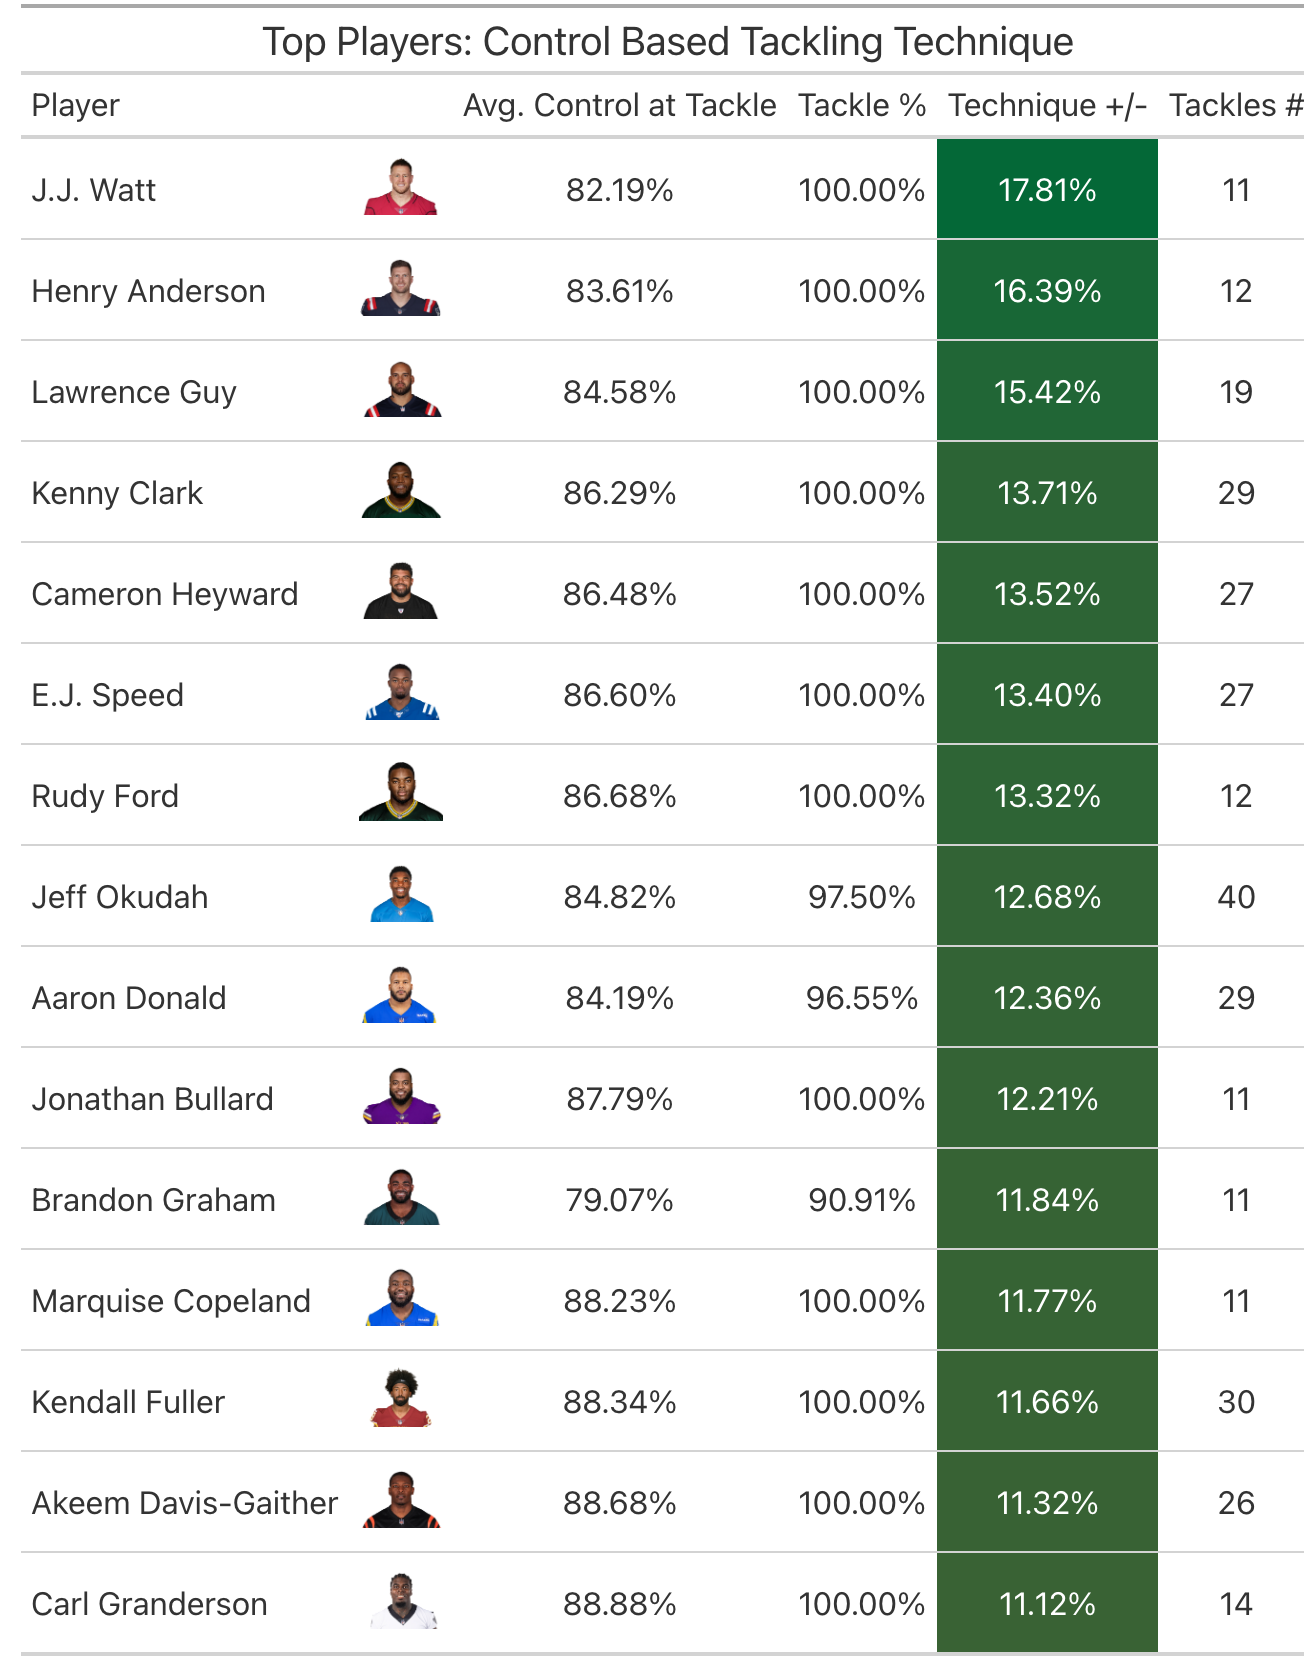 Top Players: Control Based Tackling Technique
Player Avg. Control at Tackle Tackle % Technique +/- Tackles #
J.J. Watt 82.19% 100.00% 17.81% 11
Henry Anderson 83.61% 100.00% 16.39% 12
Lawrence Guy 84.58% 100.00% 15.42% 19
Kenny Clark 86.29% 100.00% 13.71% 29
Cameron Heyward 86.48% 100.00% 13.52% 27
E.J. Speed 86.60% 100.00% 13.40% 27
Rudy Ford 86.68% 100.00% 13.32% 12
Jeff Okudah 84.82% 97.50% 12.68% 40
Aaron Donald 84.19% 96.55% 12.36% 29
Jonathan Bullard 87.79% 100.00% 12.21% 11
Brandon Graham 79.07% 90.91% 11.84% 11
Marquise Copeland 88.23% 100.00% 11.77% 11
Kendall Fuller 88.34% 100.00% 11.66% 30
Akeem Davis-Gaither 88.68% 100.00% 11.32% 26
Carl Granderson 88.88% 100.00% 11.12% 14